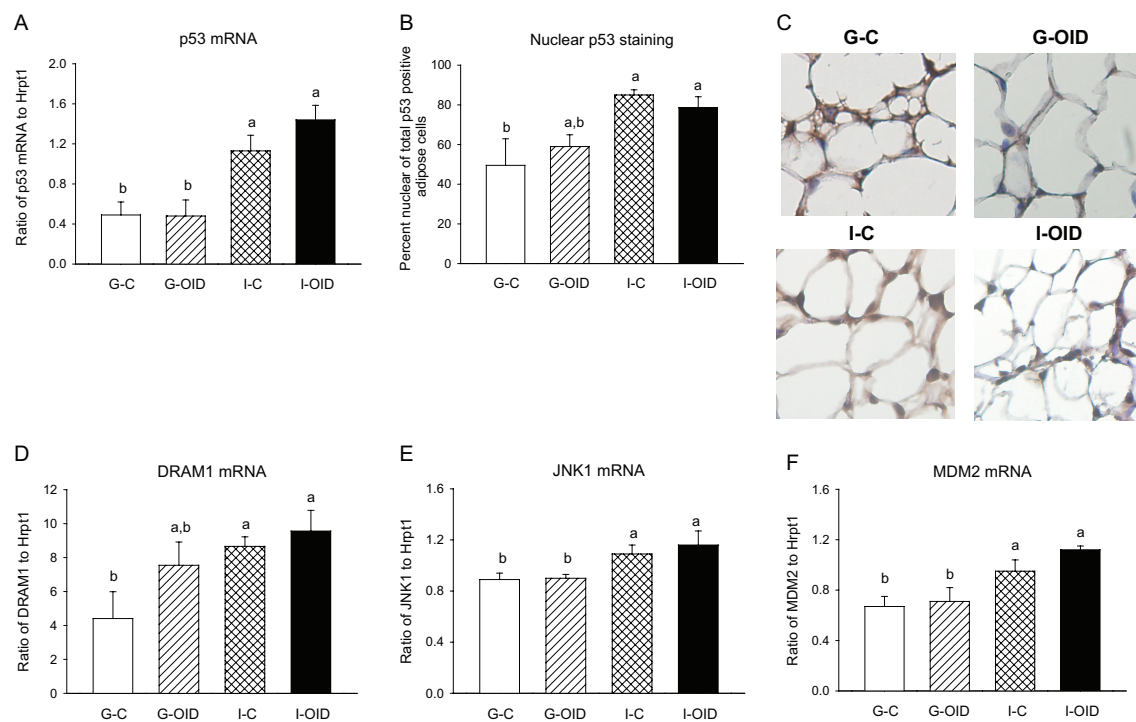 A
p53 mRNA
Ratio of p53 mRNA to Hrpt1
2.0
1.6
1.2
0.8
0.4
0.0
b
b
a
a
G-C
G-OID
I-C
I-OID
B
Nuclear p53 staining
Percent nuclear of total p53 positive
adipose cells
100
80
60
40
20
0
b
a,b
a
a
G-C
G-OID
I-C
I-OID
C
G-C
G-OID
I-C
I-OID
D
DRAM1 mRNA
Ratio of DRAM1 to Hrpt1
12
10
8
6
4
2
0
b
a,b
a
a
G-C
G-OID
I-C
I-OID
E
JNK1 mRNA
Ratio of JNK1 to Hrpt1
1.6
1.2
0.8
0.4
0.0
b
b
a
a
G-C
G-OID
I-C
I-OID
F
MDM2 mRNA
Ratio of MDM2 to Hrpt1
1.6
1.2
0.8
0.4
0.0
b
b
a
a
G-C
G-OID
I-C
I-OID